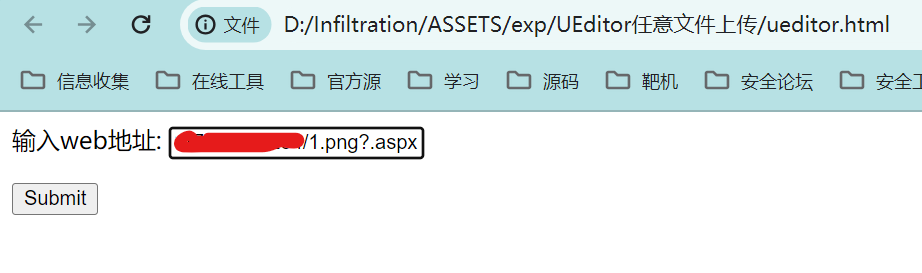 文件 D:/Infiltration/ASSETS/exp/UEditor任意文件上传/ueditor.html
信息收集 在线工具 官方源 学习 源码 靶机 安全论坛 安全
输入web地址: /1.png?.aspx
Submit